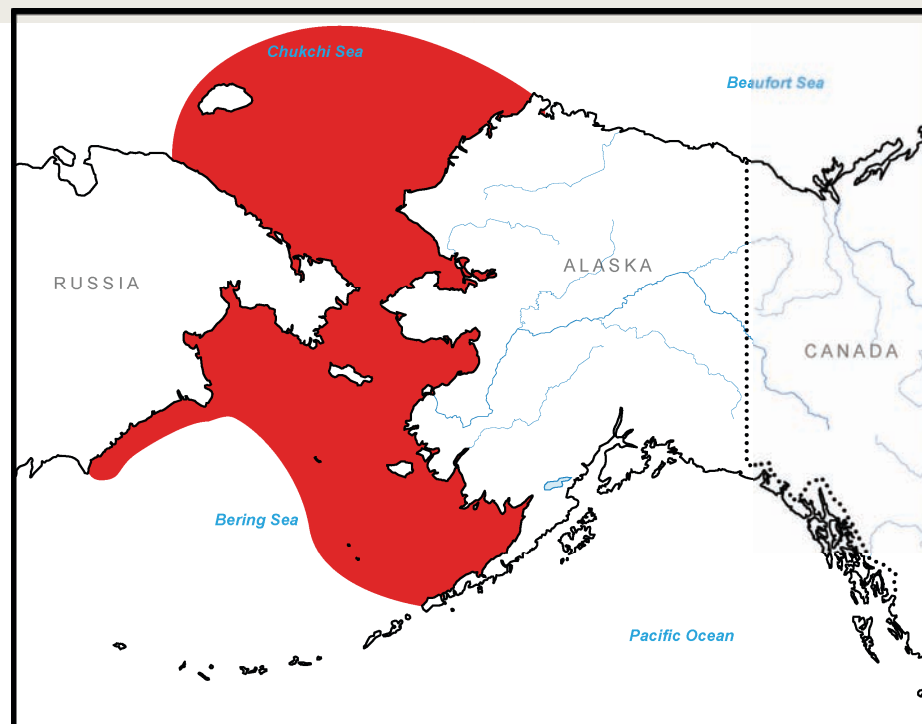 Chukchi Sea
Beaufort Sea
ALASKA
RUSSIA
CANADA
Bering Sea
Pacific Ocean